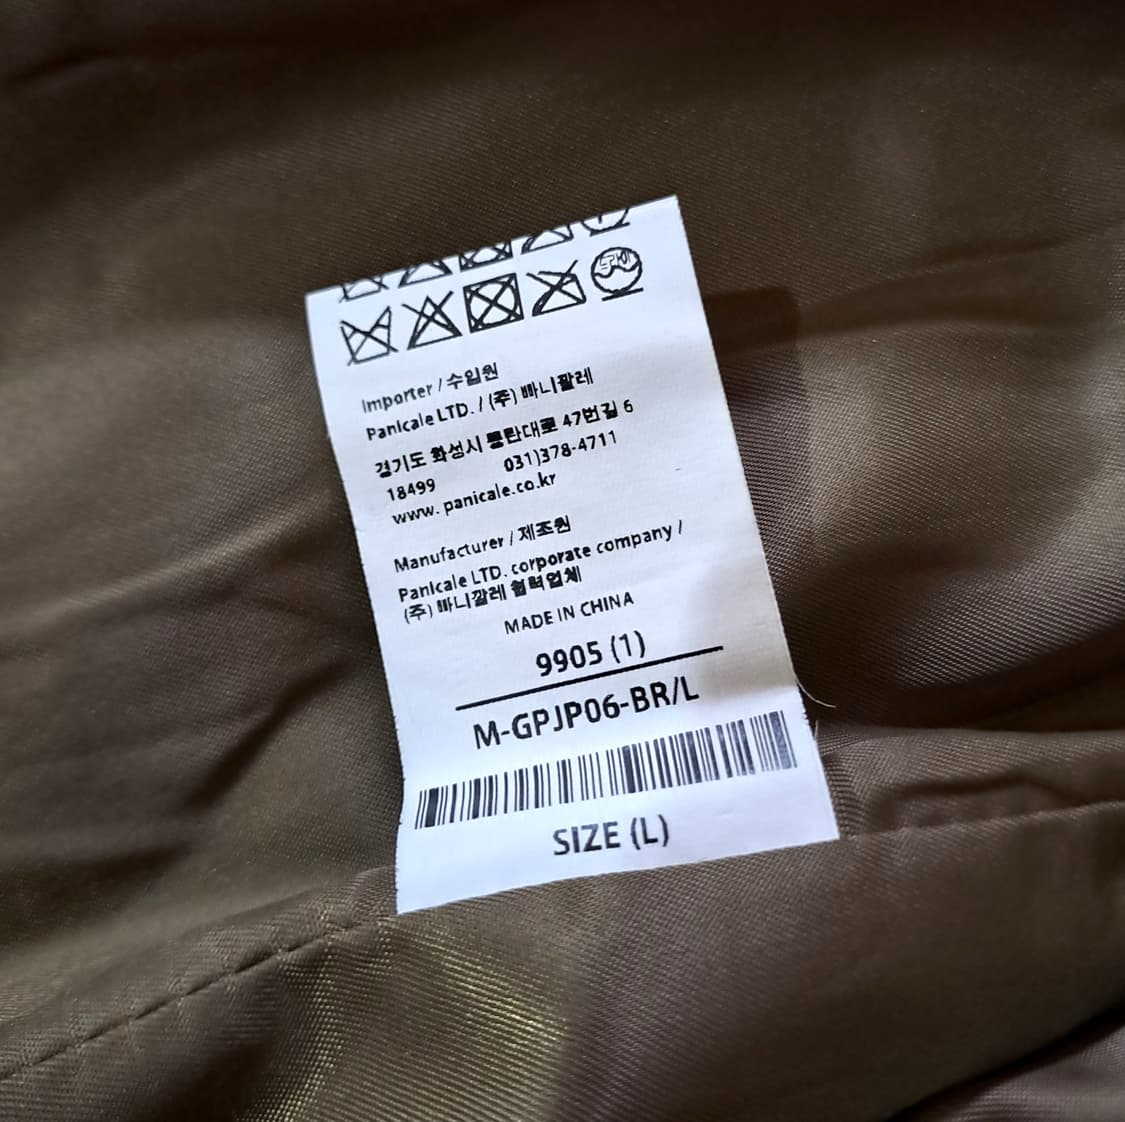 Importer / 수입원
Panicale LTD. / (주) 빠니깔레
경기도 화성시 동탄대로 47번길 6
18499 031)378-4711
www. panicale.co.kr
Manufacturer / 제조원
Panicale LTD. corporate company /
(주) 빠니깔레 협력업체
MADE IN CHINA
9905 (1)
M-GPJP06-BR/L
SIZE (L)